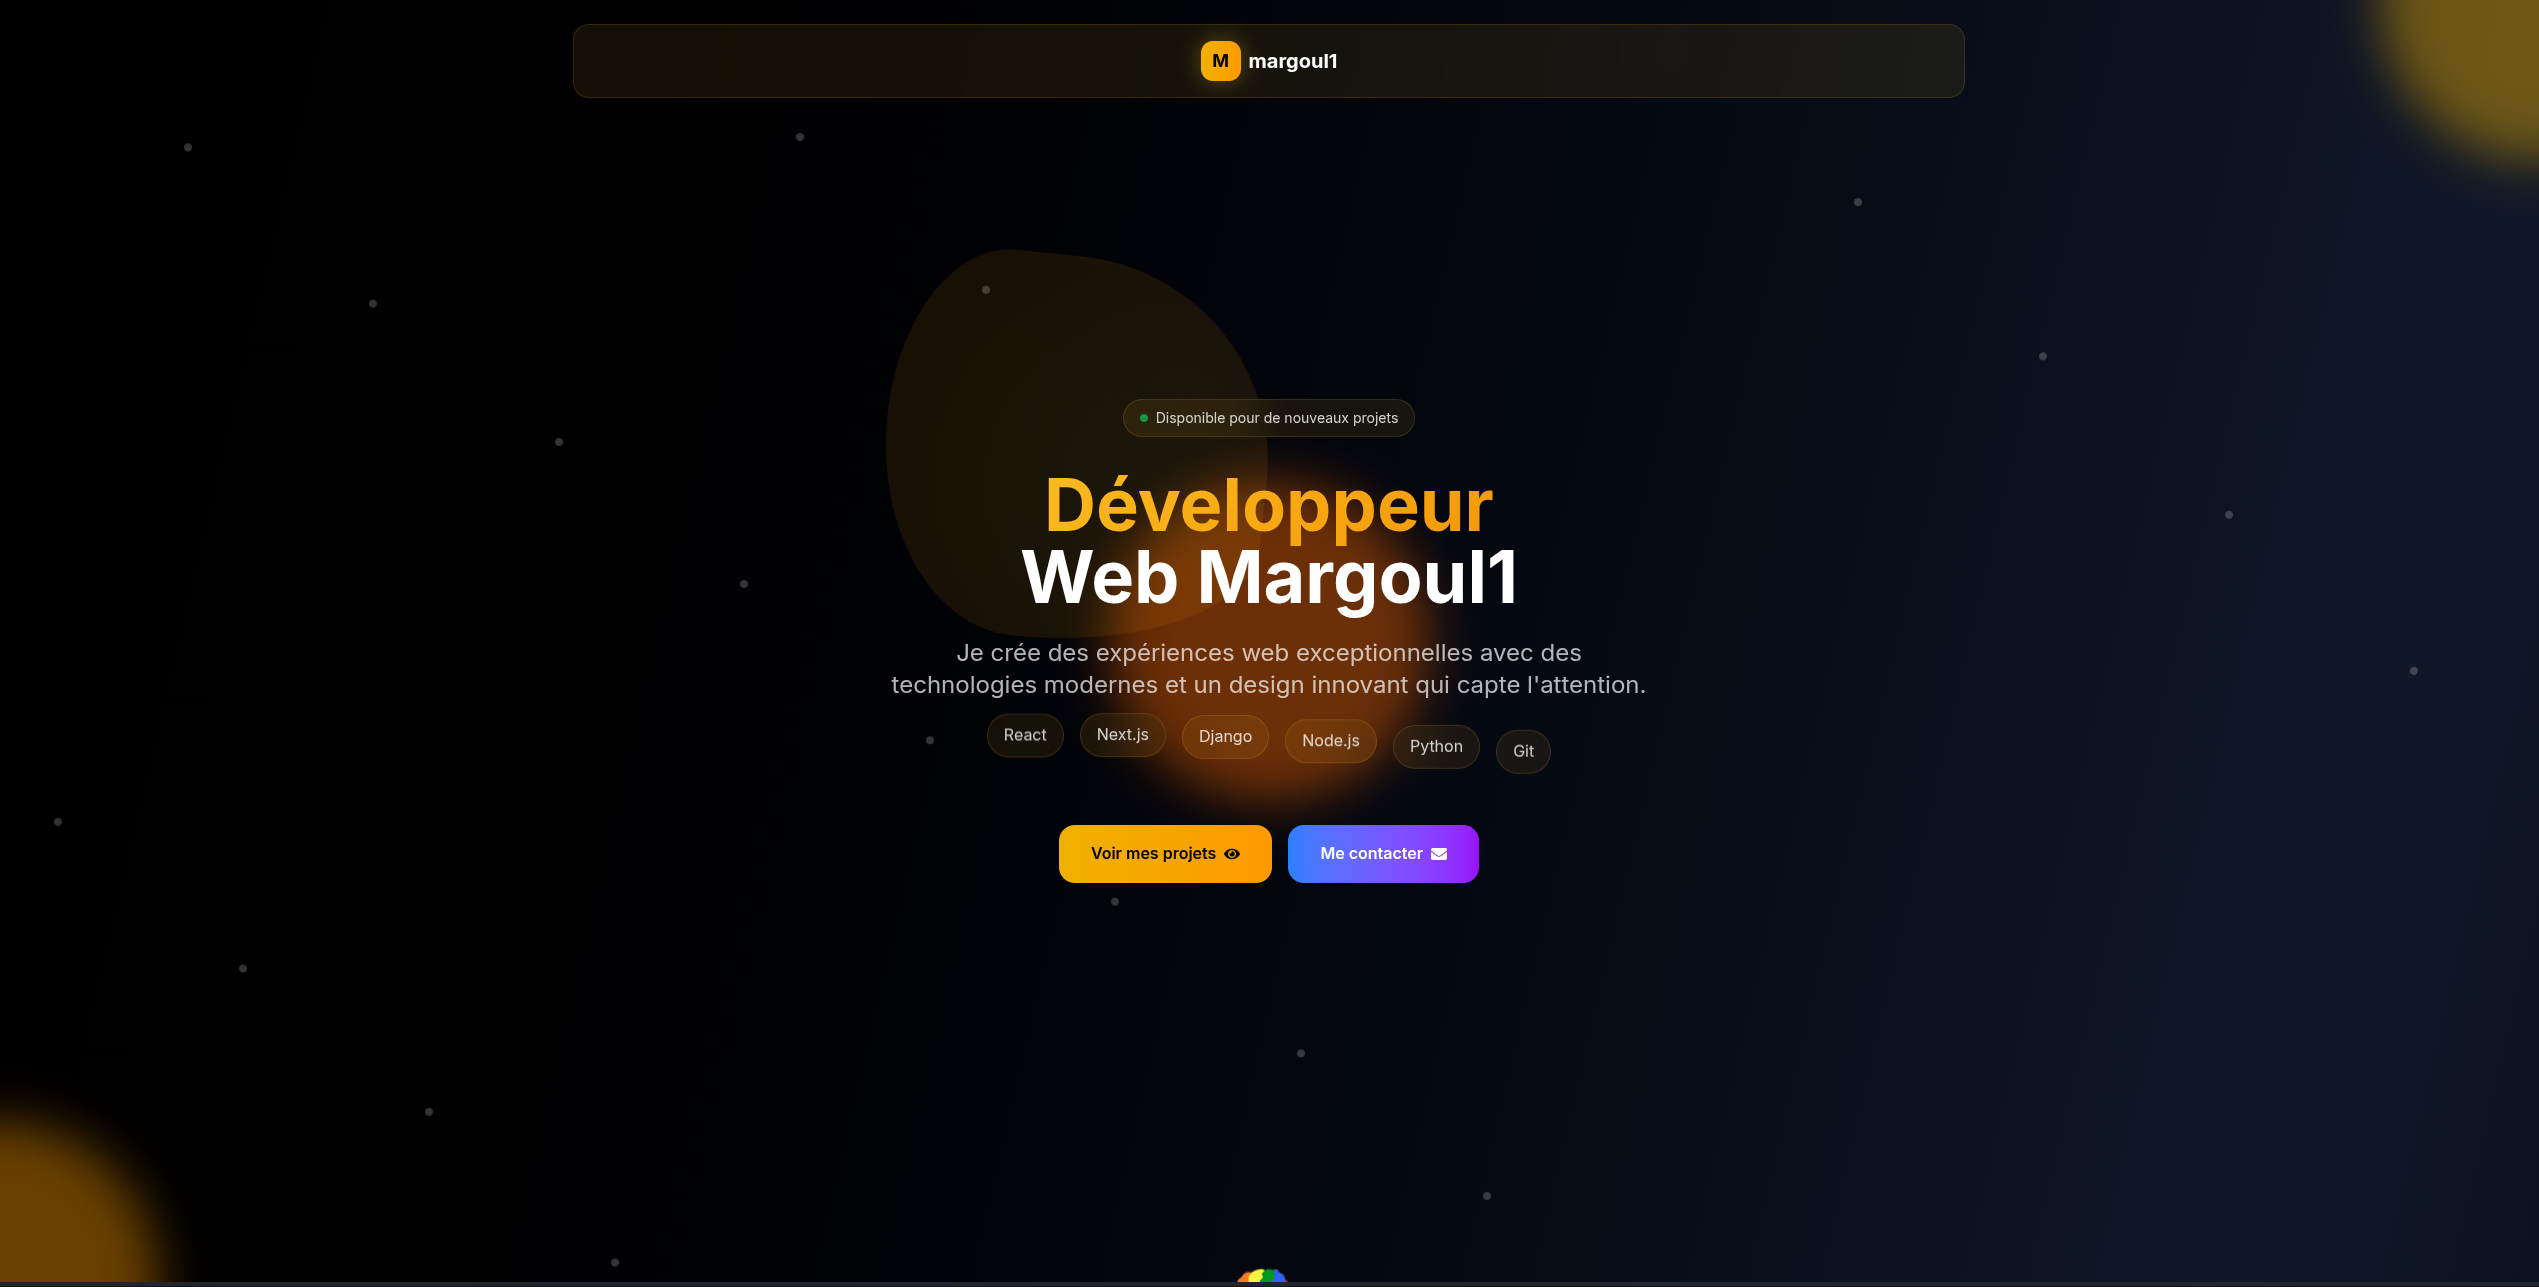 M margoul1
Disponible pour de nouveaux projets
Développeur
Web Margoul1
Je crée des expériences web exceptionnelles avec des
technologies modernes et un design innovant qui capte l'attention.
React Next.js Django Node.js Python Git
Voir mes projets Me contacter